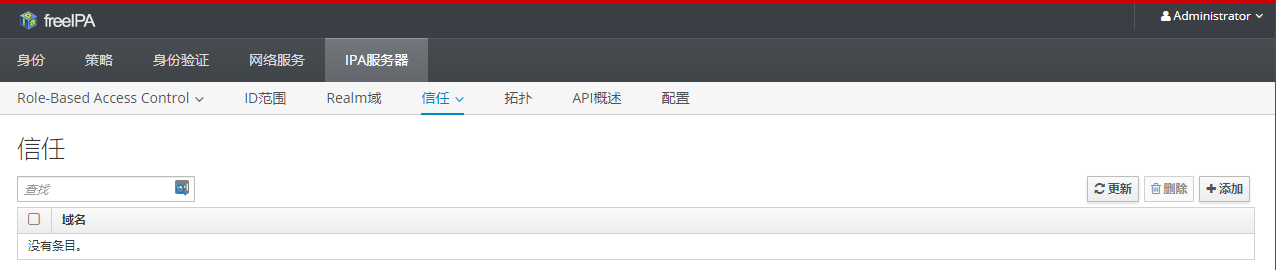 freeIPA Administrator
身份 策略 身份验证 网络服务 IPA服务器
Role-Based Access Control ID范围 Realm域 信任 拓扑 API概述 配置
信任
查找 更新 删除 添加
域名
没有条目。